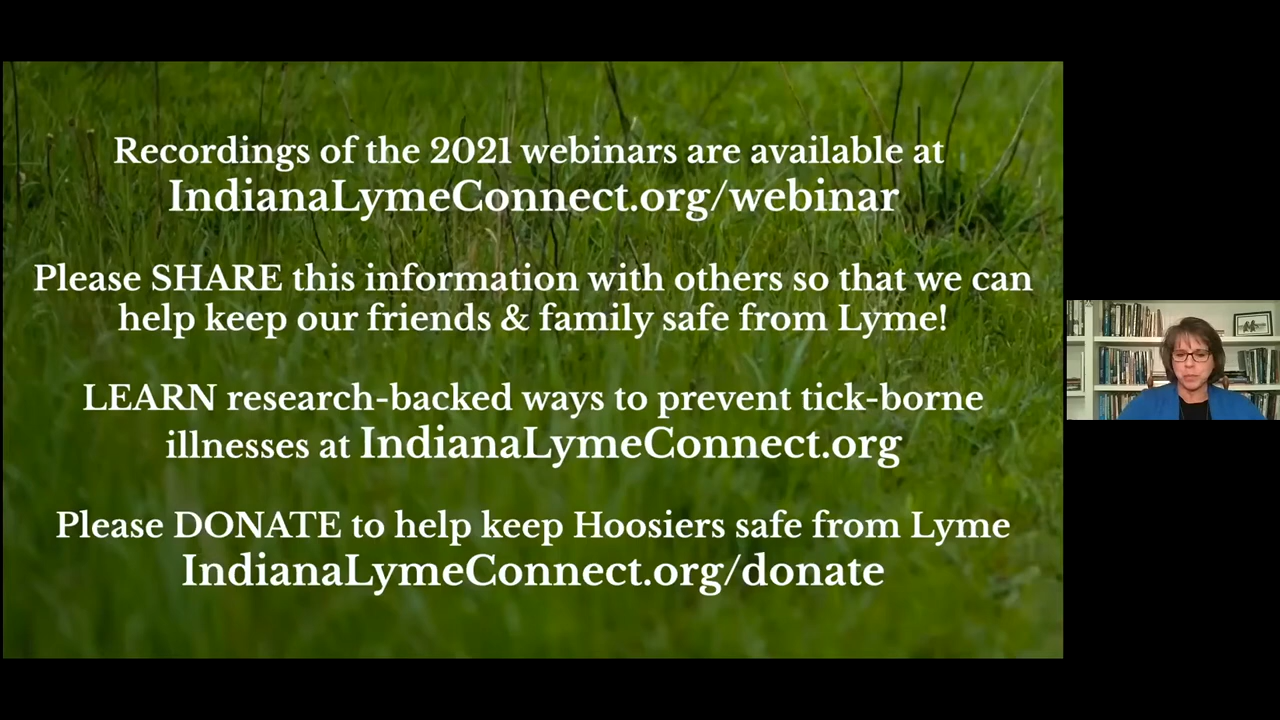 Recordings of the 2021 webinars are available at
IndianaLymeConnect.org/webinar
Please SHARE this information with others so that we can
help keep our friends & family safe from Lyme!
LEARN research-backed ways to prevent tick-borne
illnesses at IndianaLymeConnect.org
Please DONATE to help keep Hoosiers safe from Lyme
IndianaLymeConnect.org/donate